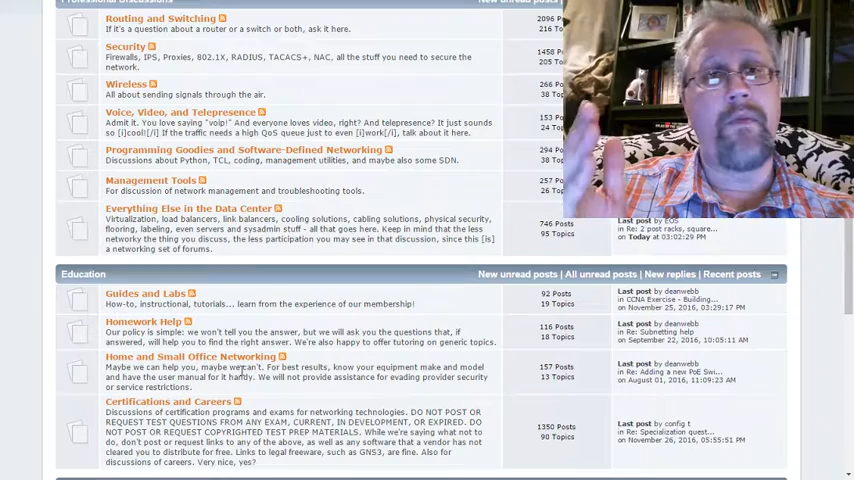 Professional Discussions
New unread po
Routing and Switching
If it's a question about a router or a switch or both, ask it here.
2096 P
216 To
Security
Firewalls, IPS, Proxies, 802.1X, RADIUS, TACACS+, NAC, all the stuff you need to secure the
network.
1458 P
205 To
Wireless
All about sending signals through the air.
266 P
38 Top
Voice, Video, and Telepresence
Admit it. You love saying "voip!" And everyone loves video, right? And telepresence? It just sounds
so [i]cool![/i] If the traffic needs a high QoS queue just to even [i]work[/i], talk about it here.
153 P
24 Top
Programming Goodies and Software-Defined Networking
Discussions about Python, TCL, coding, management utilities, and maybe also some SDN.
294 P
38 Top
Management Tools
For discussion of network management and troubleshooting tools.
257 P
26 Top
Everything Else in the Data Center
Virtualization, load balancers, link balancers, cooling solutions, cabling solutions, physical security,
flooring, labeling, even servers and sysadmin stuff - all that goes here. Keep in mind that the less
networky the thing you discuss, the less participation you may see in that discussion, since this [is]
a networking set of forums.
746 P
95 Topics
Last post by EOS
in Re: 2 post racks, square...
on Today at 03:02:29 PM
Education
New unread posts | All unread posts | New replies | Recent posts
Guides and Labs
How-to, instructional, tutorials... learn from the experience of our membership!
92 Posts
19 Topics
Last post by deanwebb
in CCNA Exercise - Building...
on November 25, 2016, 03:29:17 PM
Homework Help
Our policy is simple: we won't tell you the answer, but we will ask you the questions that, if
answered, will help you to find the right answer. We're also happy to offer tutoring on generic topics.
116 Posts
18 Topics
Last post by deanwebb
in Re: Subnetting help
on September 22, 2016, 10:05:11 AM
Home and Small Office Networking
Maybe we can help you, maybe we can't. For best results, know your equipment make and model
and have the user manual for it handy. We will not provide assistance for evading provider security
or service restrictions.
157 Posts
13 Topics
Last post by deanwebb
in Re: Adding a new PoE Swi...
on August 01, 2016, 11:09:23 AM
Certifications and Careers
Discussions of certification programs and exams for networking technologies. DO NOT POST OR
REQUEST TEST QUESTIONS FROM ANY EXAM, CURRENT, IN DEVELOPMENT, OR EXPIRED. DO
NOT POST OR REQUEST COPYRIGHTED TEST PREP MATERIALS. While we're saying what not to
do, don't post or request links to any of the above, as well as any software that a vendor has not
cleared you to distribute for free. Links to legal freeware, such as GNS3, are fine. Also for
discussions of careers. Very nice, yes?
1350 Posts
90 Topics
Last post by config t
in Re: Specialization quest...
on November 26, 2016, 05:55:51 PM